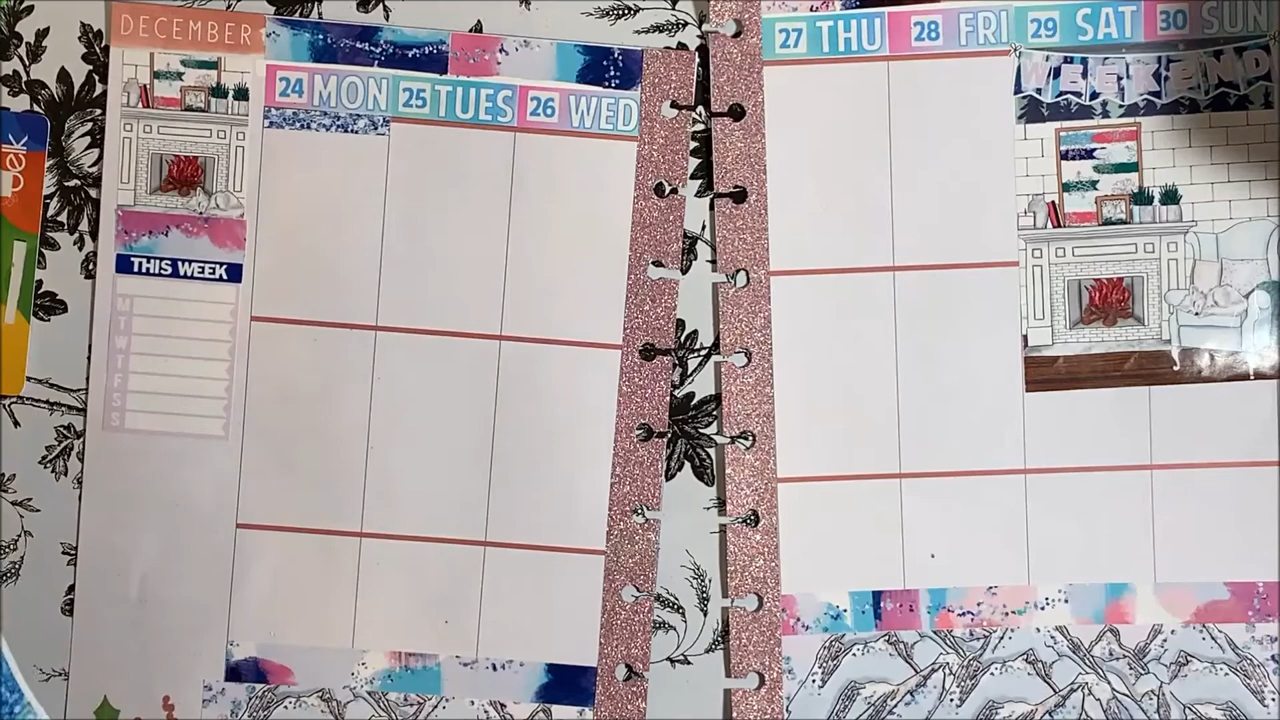 DECEMBER
24 MON 25 TUES 26 WED
27 THU 28 FRI 29 SAT 30 SUN
WEEKEND
THIS WEEK
M
T
W
T
F
S
S